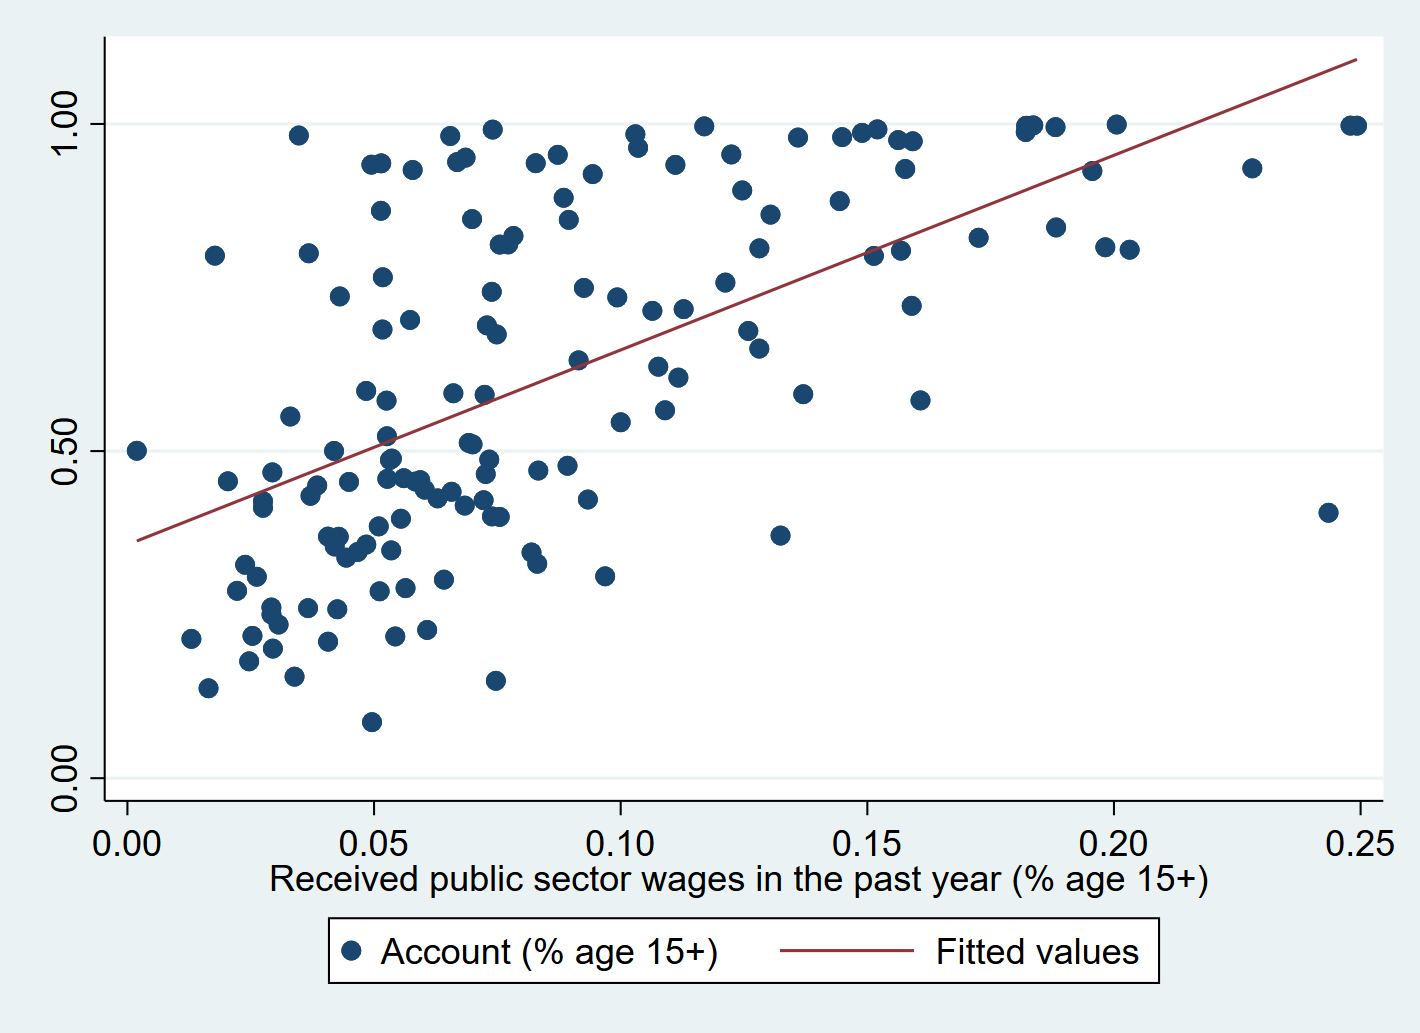 1.00
0.50
0.00
0.00 0.05 0.10 0.15 0.20 0.25
Received public sector wages in the past year (% age 15+)
Account (% age 15+) Fitted values